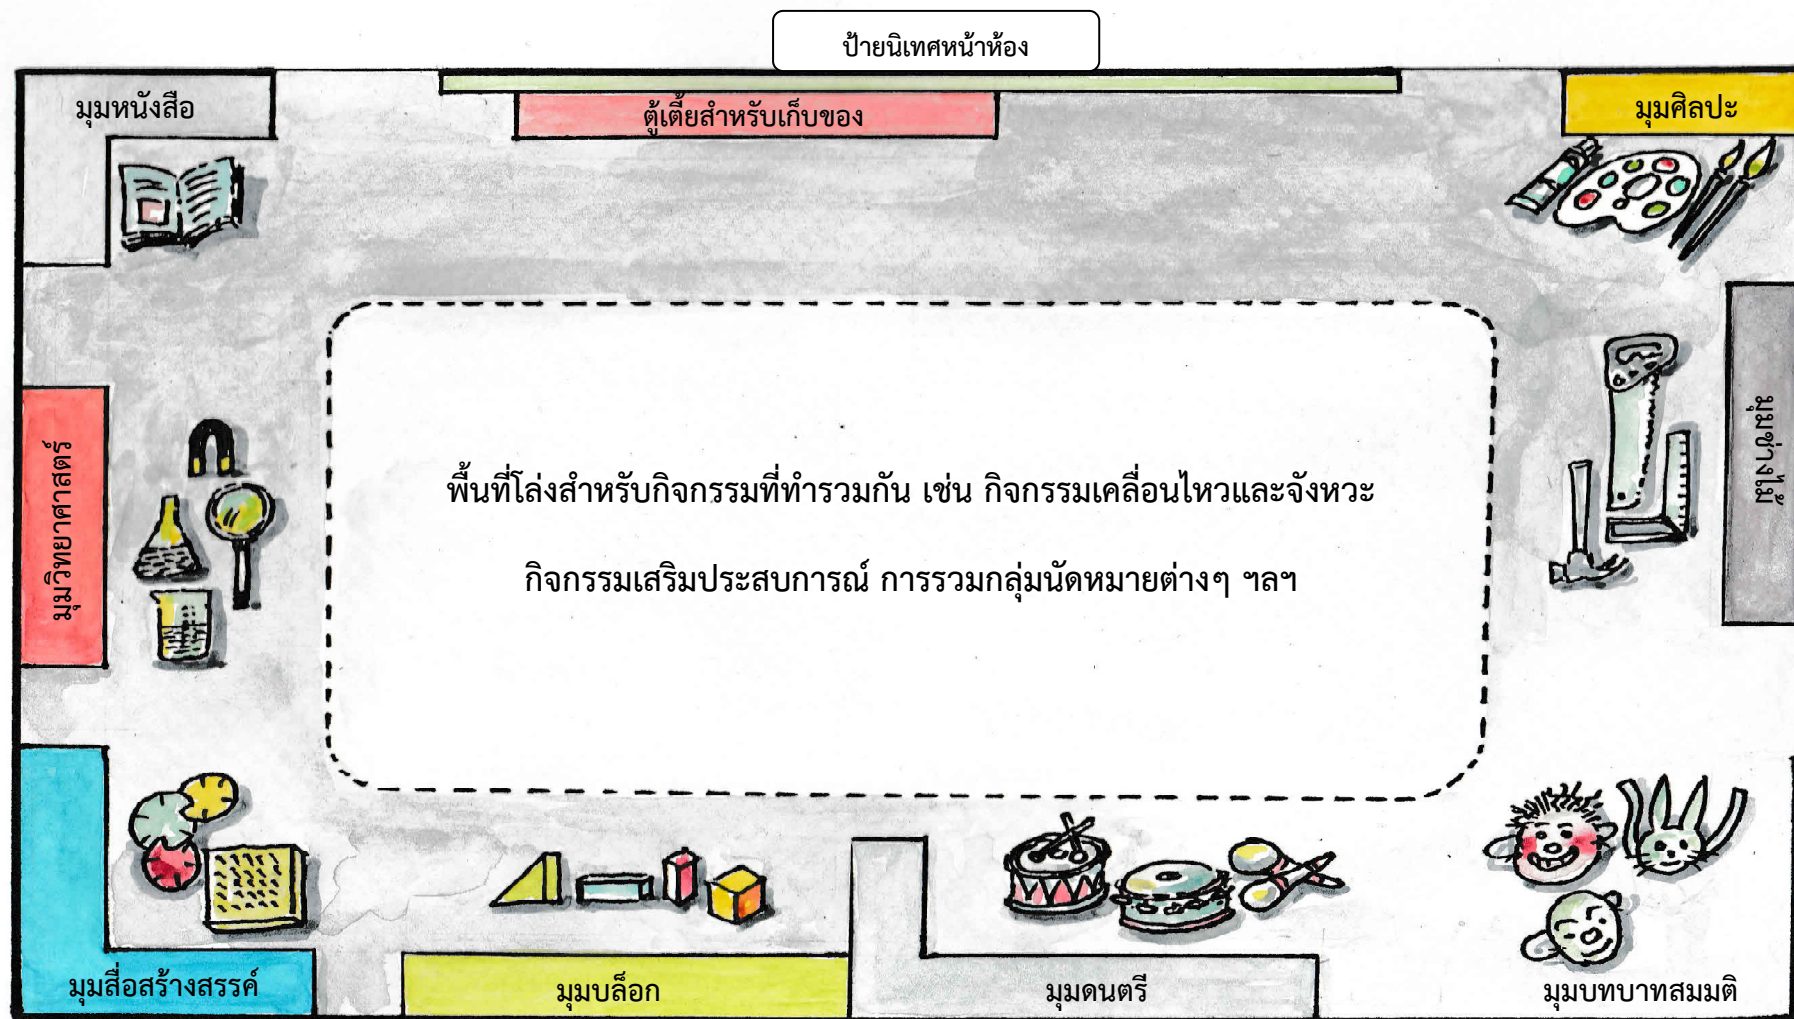 ป้ายนิเทศหน้าห้อง
มุมหนังสือ
ตู้เตี้ยสำหรับเก็บของ
มุมศิลปะ
มุมวิทยาศาสตร์
พื้นที่โล่งสำหรับกิจกรรมที่ทำรวมกัน เช่น กิจกรรมเคลื่อนไหวและจังหวะ
กิจกรรมเสริมประสบการณ์ การรวมกลุ่มนัดหมายต่างๆ ฯลฯ
มุมช่างไม้
มุมสื่อสร้างสรรค์
มุมบล็อก
มุมดนตรี
มุมบทบาทสมมติ